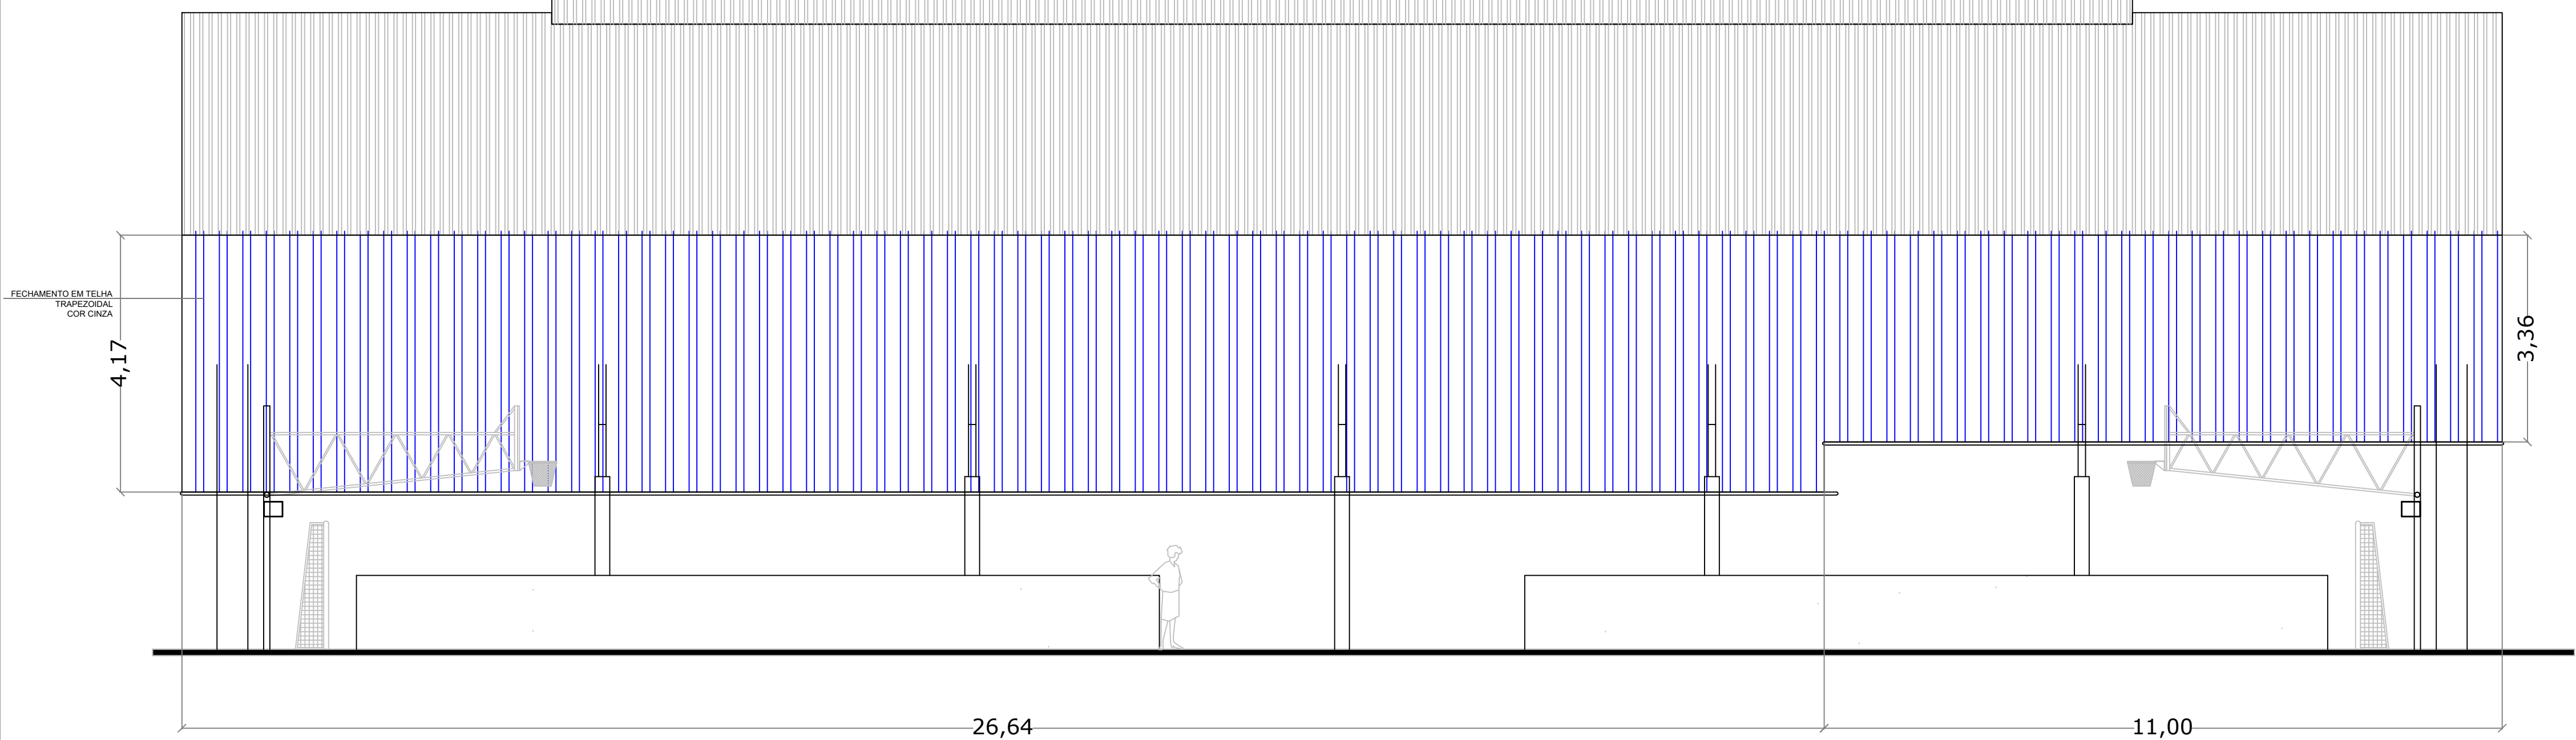 FECHAMENTO EM TELHA
TRAPEZOIDAL
COR CINZA
4,17
3,36
26,64
11,00